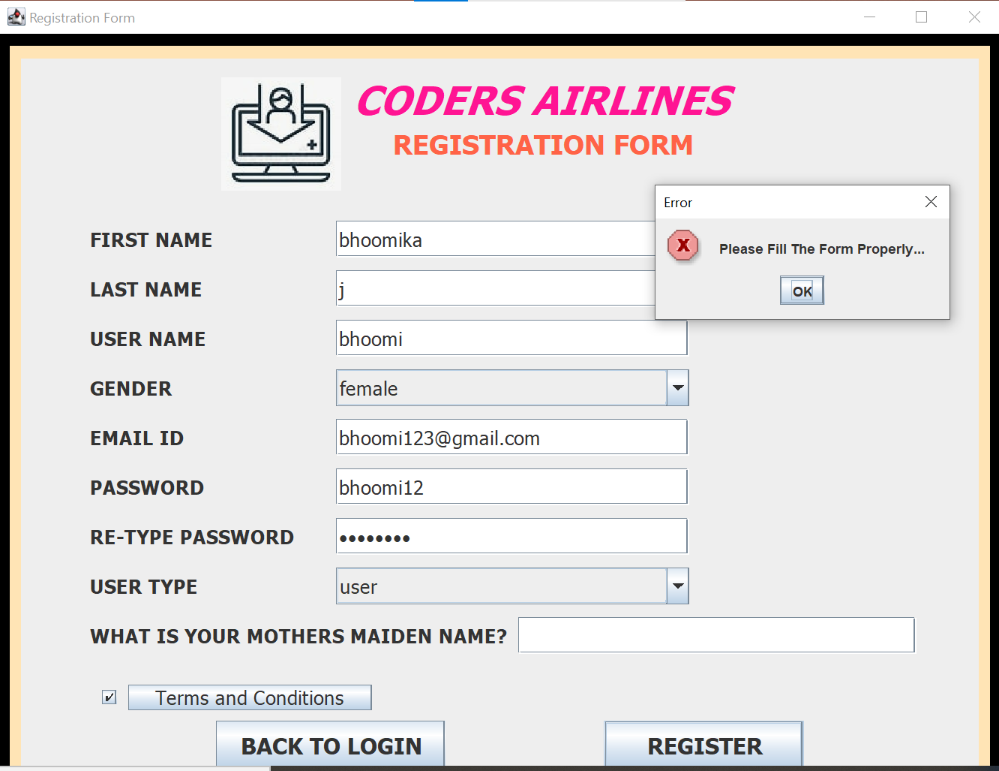 Registration Form
CODERS AIRLINES
REGISTRATION FORM
Error
Please Fill The Form Properly...
OK
FIRST NAME bhoomika
LAST NAME j
USER NAME bhoomi
GENDER female
EMAIL ID bhoomi123@gmail.com
PASSWORD bhoomi12
RE-TYPE PASSWORD ••••••••
USER TYPE user
WHAT IS YOUR MOTHERS MAIDEN NAME?
Terms and Conditions
BACK TO LOGIN REGISTER